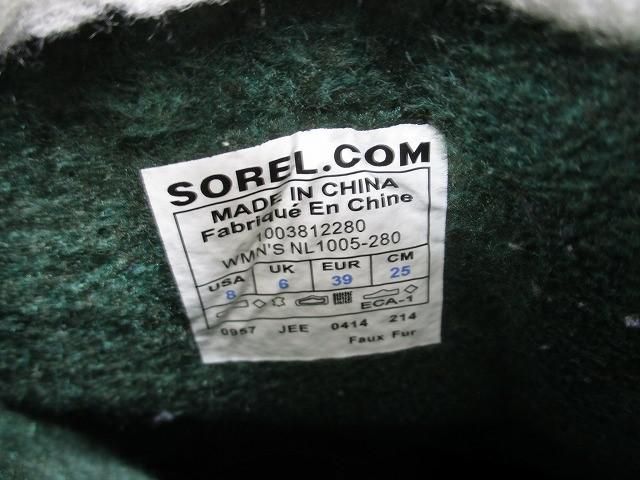 SOREL.COM
MADE IN CHINA
Fabriqué En Chine
1003812280
WMN'S NL1005-280
USA UK EUR CM
8 6 39 25
ECA-1
0957 JEE 0414 214
Faux Fur